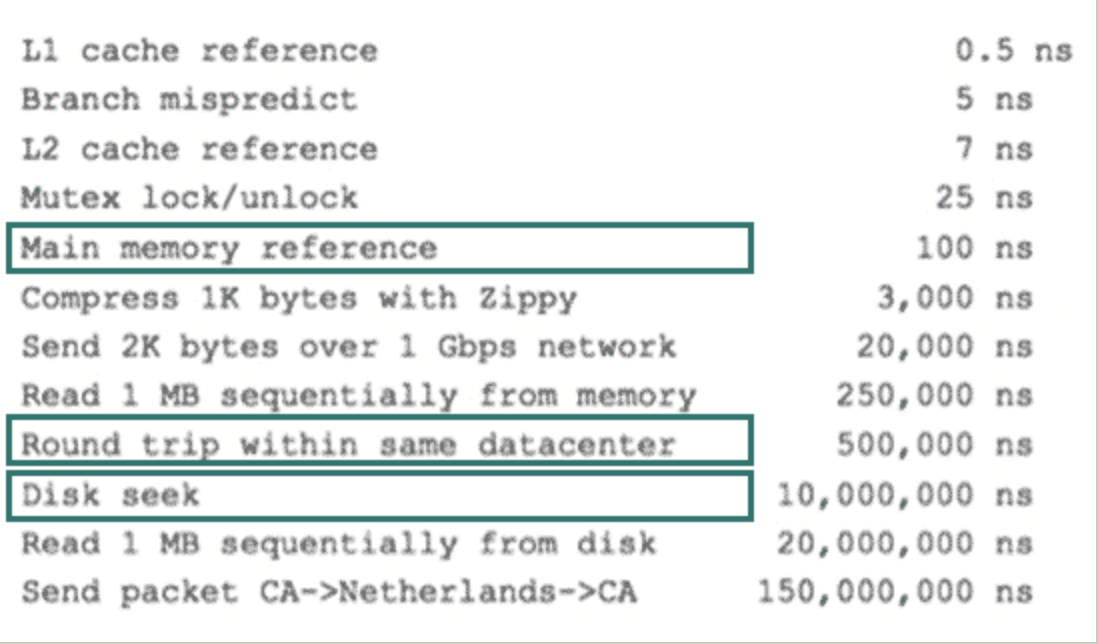 L1 cache reference 0.5 ns
Branch mispredict 5 ns
L2 cache reference 7 ns
Mutex lock/unlock 25 ns
Main memory reference 100 ns
Compress 1K bytes with Zippy 3,000 ns
Send 2K bytes over 1 Gbps network 20,000 ns
Read 1 MB sequentially from memory 250,000 ns
Round trip within same datacenter 500,000 ns
Disk seek 10,000,000 ns
Read 1 MB sequentially from disk 20,000,000 ns
Send packet CA->Netherlands->CA 150,000,000 ns